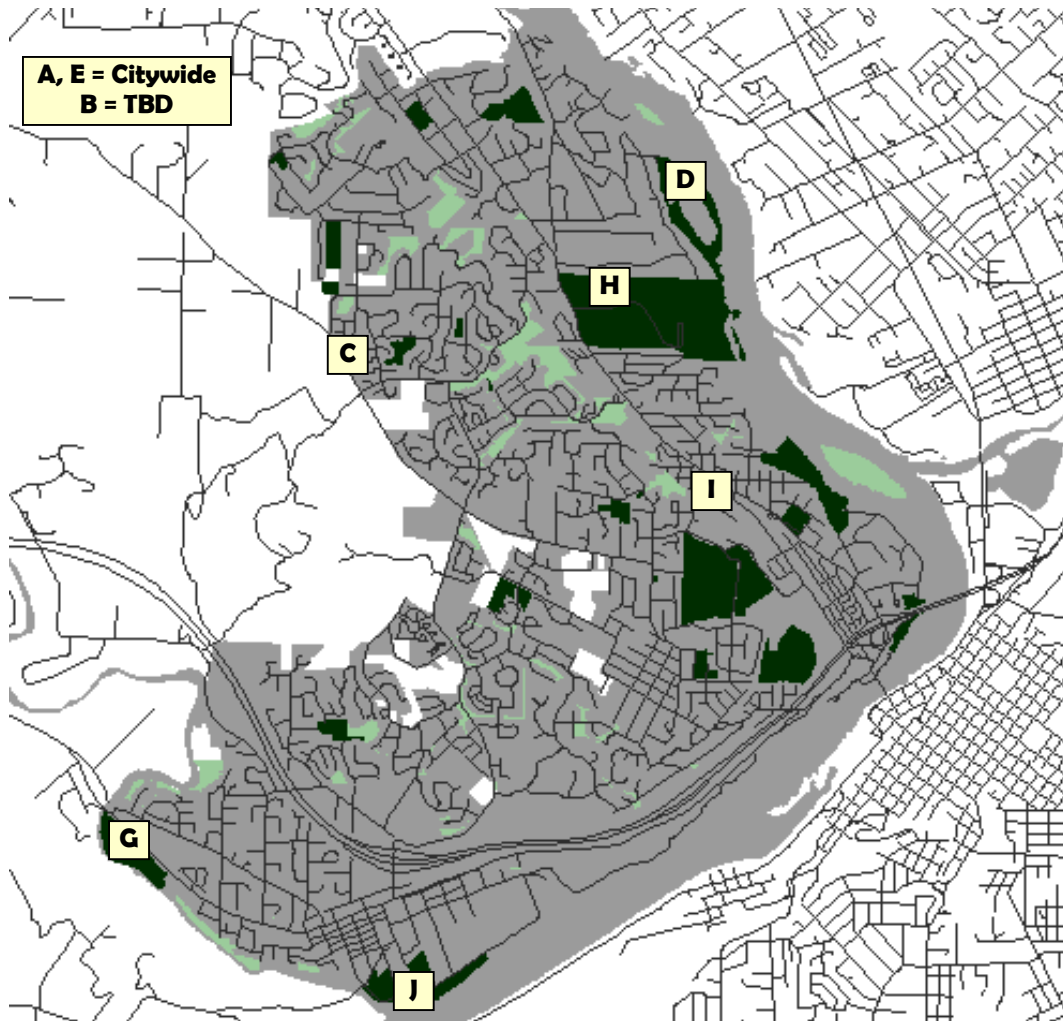 A, E = Citywide
B = TBD
D
H
C
I
G
J